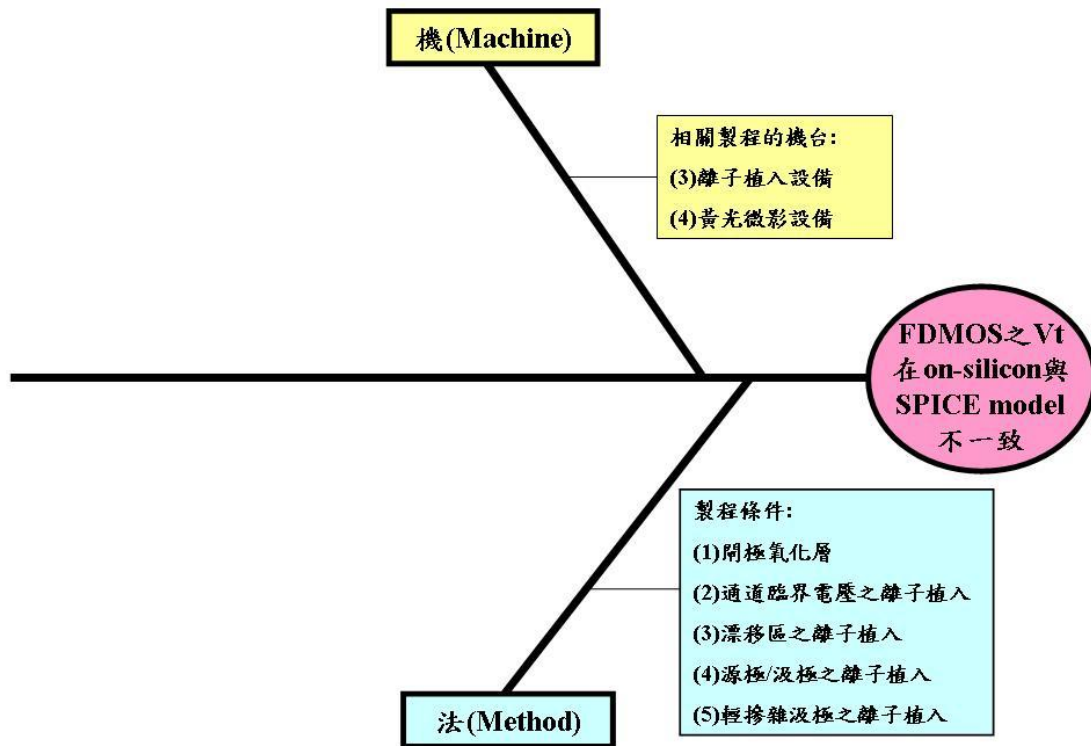 機(Machine)
相關製程的機台:
(3)離子植入設備
(4)黃光微影設備
FDMOS之Vt
在on-silicon與
SPICE model
不一致
製程條件:
(1)閘極氧化層
(2)通道臨界電壓之離子植入
(3)漂移區之離子植入
(4)源極/汲極之離子植入
(5)輕摻雜汲極之離子植入
法(Method)